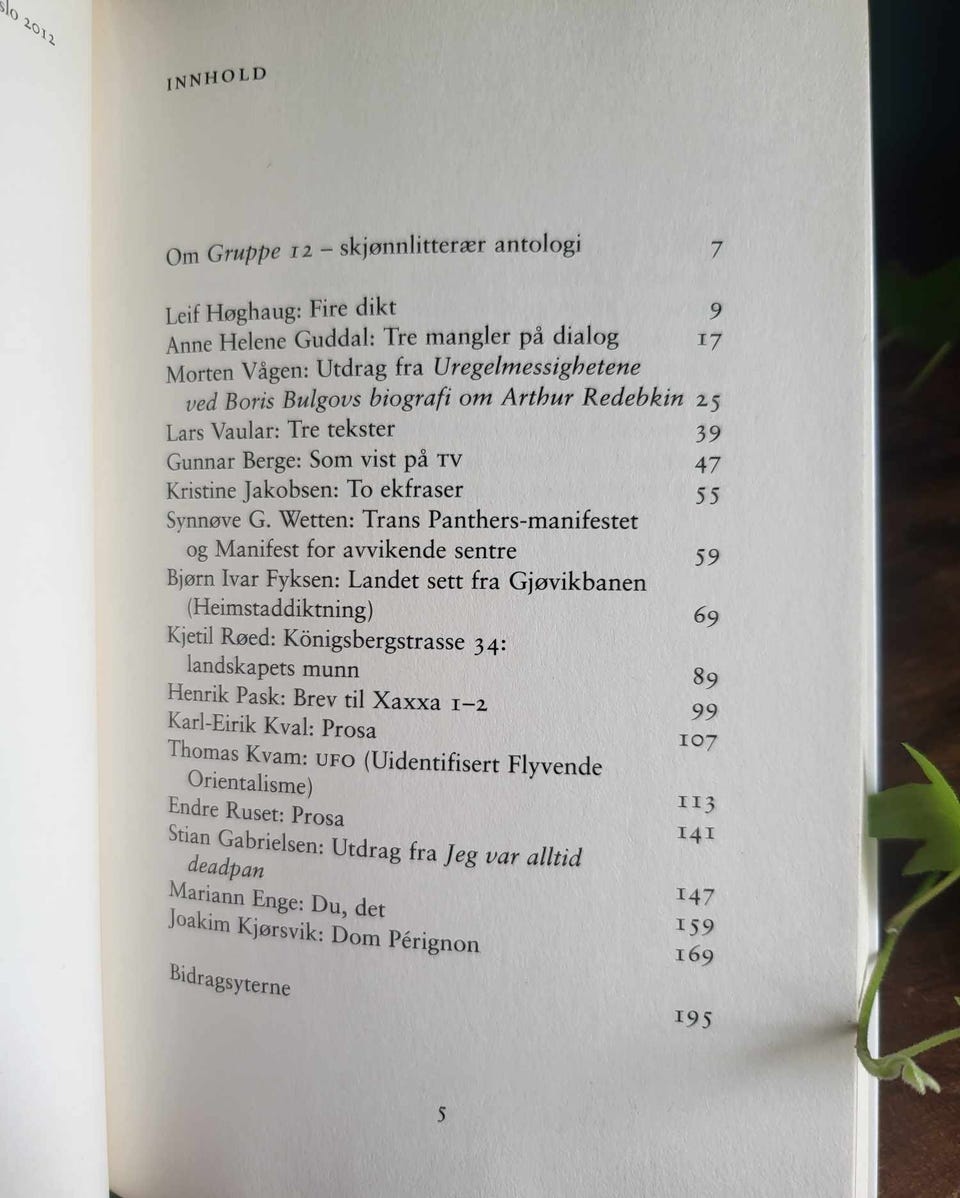 slo 2012
INNHOLD
Om Gruppe 12 – skjønnlitterær antologi 7
Leif Høghaug: Fire dikt 9
Anne Helene Guddal: Tre mangler på dialog 17
Morten Vågen: Utdrag fra Uregelmessighetene
ved Boris Bulgovs biografi om Arthur Redebkin 25
Lars Vaular: Tre tekster 39
Gunnar Berge: Som vist på TV 47
Kristine Jakobsen: To ekfraser 55
Synnøve G. Wetten: Trans Panthers-manifestet
og Manifest for avvikende sentre 59
Bjørn Ivar Fyksen: Landet sett fra Gjøvikbanen
(Heimstaddiktning) 69
Kjetil Røed: Königsbergstrasse 34:
landskapets munn 89
Henrik Pask: Brev til Xaxxa 1–2 99
Karl-Eirik Kval: Prosa 107
Thomas Kvam: UFO (Uidentifisert Flyvende
Orientalisme) 113
Endre Ruset: Prosa 141
Stian Gabrielsen: Utdrag fra Jeg var alltid
deadpan 147
Mariann Enge: Du, det 159
Joakim Kjørsvik: Dom Pérignon 169
Bidragsyterne 195
5